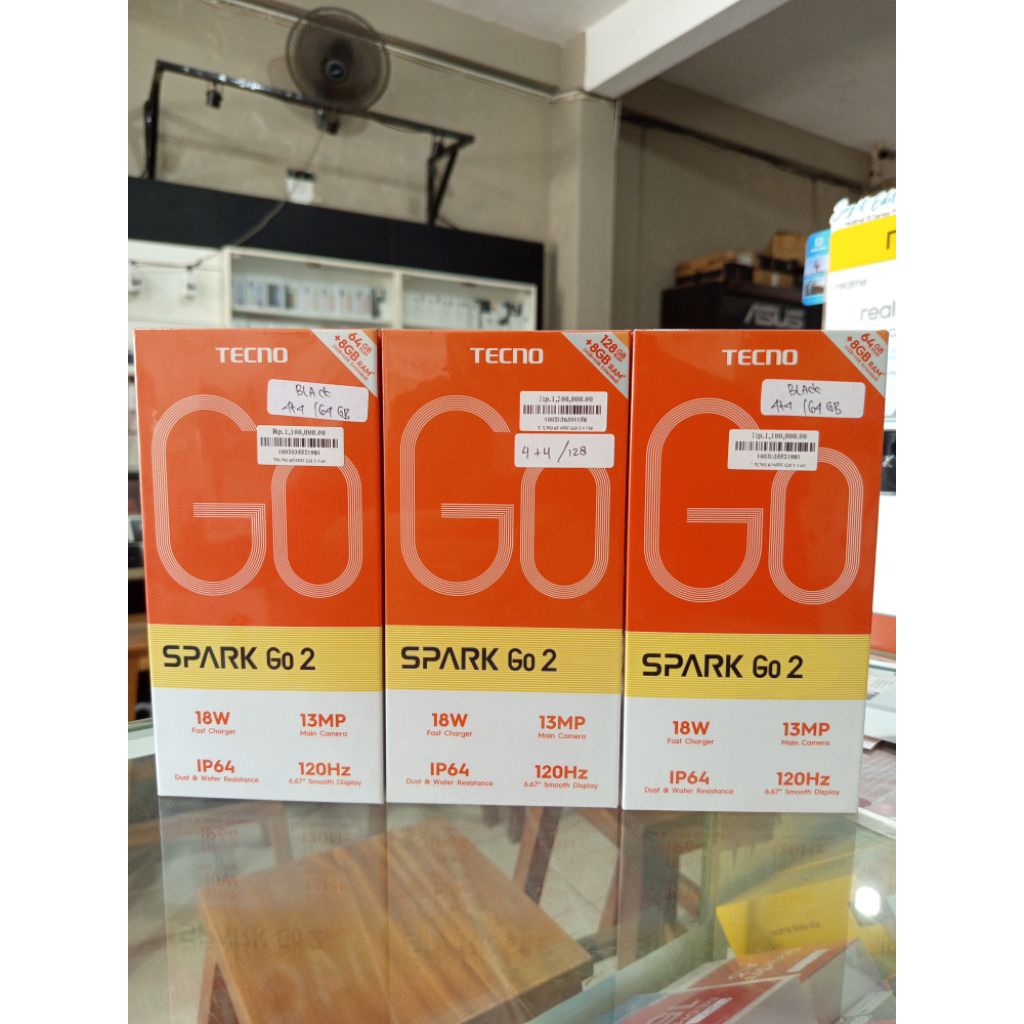 TECNO
64GB ROM
+8GB RAM*
BLACK
4+4 /64 GB
Rp.1,100,000.00
Go
SPARK Go 2
18W
Fast Charger
13MP
Main Camera
IP64
Dust & Water Resistance
120Hz
6.67" Smooth Display
TECNO
128GB ROM
+8GB RAM*
Rp.1,200,000.00
4+4 /128
Go
SPARK Go 2
18W
Fast Charger
13MP
Main Camera
IP64
Dust & Water Resistance
120Hz
6.67" Smooth Display
TECNO
64GB ROM
+8GB RAM*
BLACK
4+4 /64 GB
Rp.1,100,000.00
Go
SPARK Go 2
18W
Fast Charger
13MP
Main Camera
IP64
Dust & Water Resistance
120Hz
6.67" Smooth Display
ASUS
realme